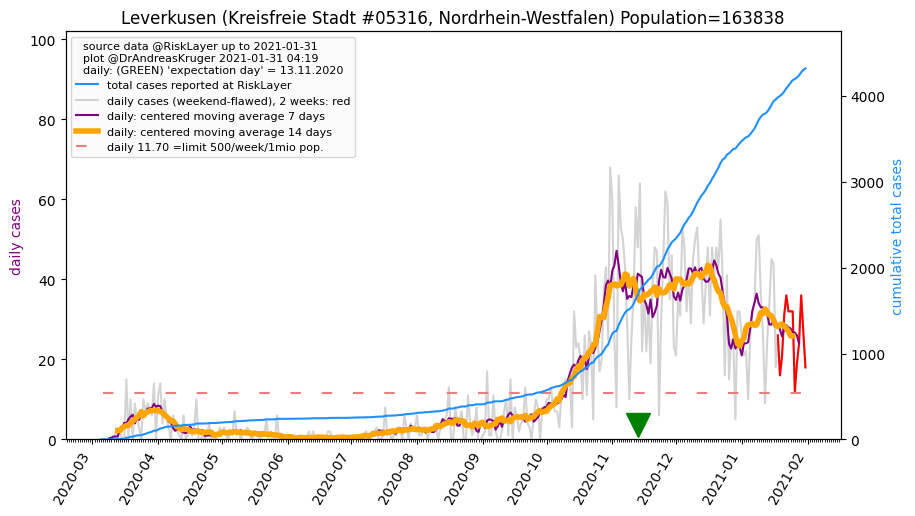 Leverkusen (Kreisfreie Stadt #05316, Nordrhein-Westfalen) Population=163838
source data @RiskLayer up to 2021-01-31
plot @DrAndreasKruger 2021-01-31 04:19
daily: (GREEN) 'expectation day' = 13.11.2020
total cases reported at RiskLayer
daily cases (weekend-flawed), 2 weeks: red
daily: centered moving average 7 days
daily: centered moving average 14 days
daily 11.70 =limit 500/week/1mio pop.
daily cases
100
80
60
40
20
0
cumulative total cases
4000
3000
2000
1000
0
2020-03
2020-04
2020-05
2020-06
2020-07
2020-08
2020-09
2020-10
2020-11
2020-12
2021-01
2021-02